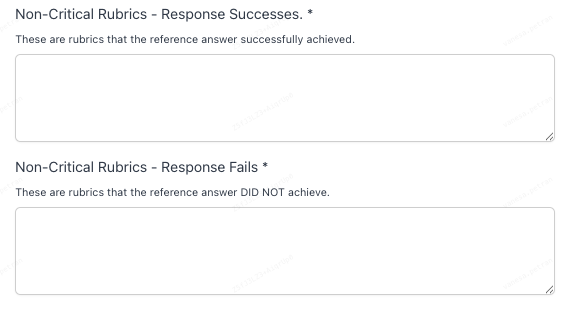 Non-Critical Rubrics - Response Successes. *
These are rubrics that the reference answer successfully achieved.
Non-Critical Rubrics - Response Fails *
These are rubrics that the reference answer DID NOT achieve.